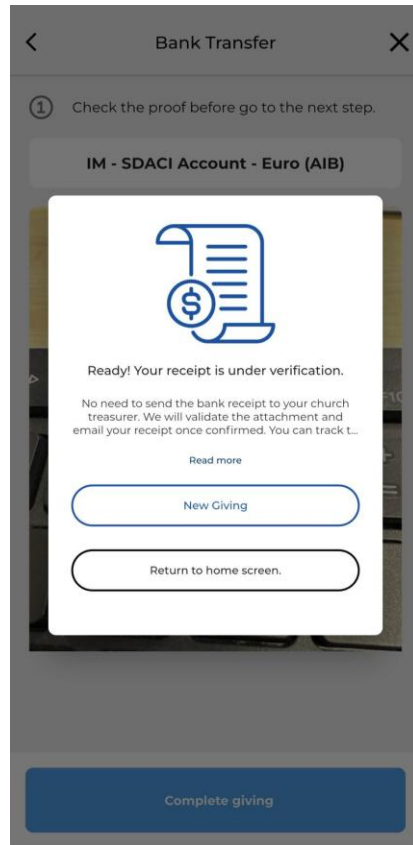 Bank Transfer
1 Check the proof before go to the next step.
IM - SDACI Account - Euro (AIB)
$
Ready! Your receipt is under verification.
No need to send the bank receipt to your church
treasurer. We will validate the attachment and
email your receipt once confirmed. You can track t...
Read more
New Giving
Return to home screen.
Complete giving